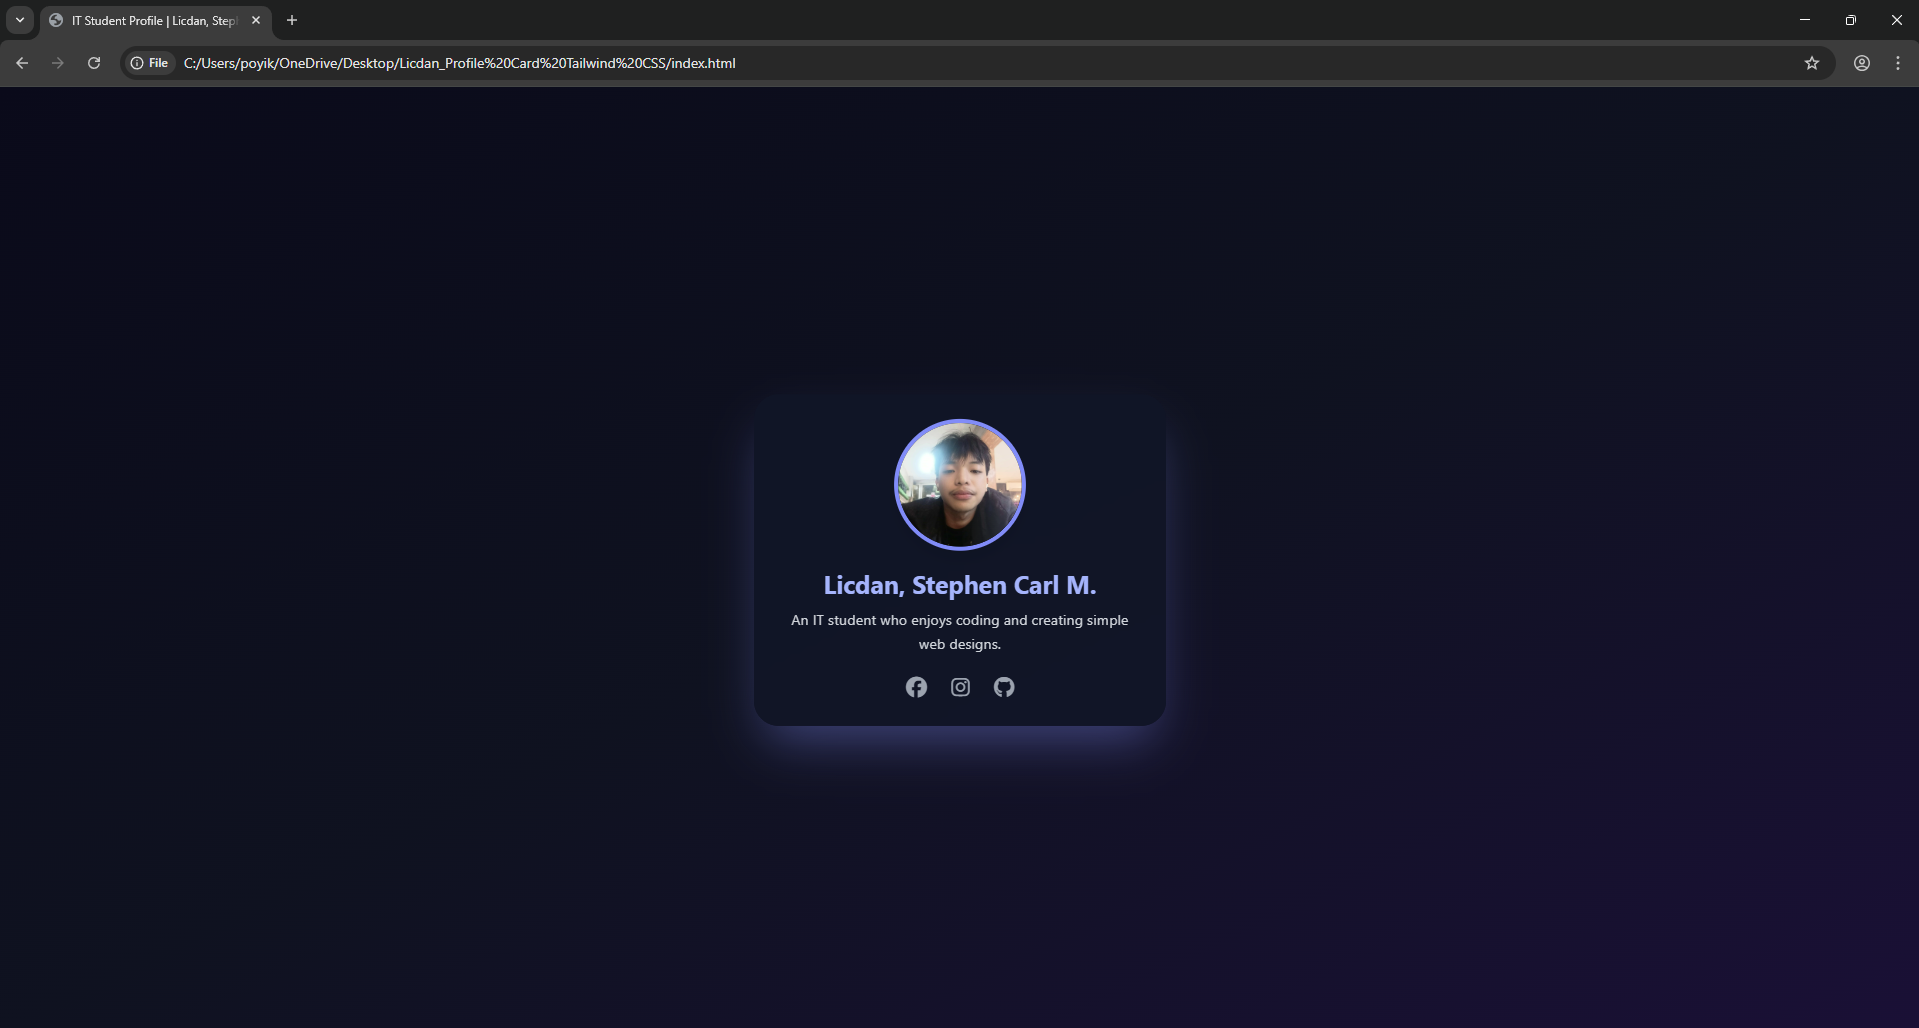 IT Student Profile | Licdan, Step
File
C:/Users/poyik/OneDrive/Desktop/Licdan_Profile%20Card%20Tailwind%20CSS/index.html
Licdan, Stephen Carl M.
An IT student who enjoys coding and creating simple
web designs.